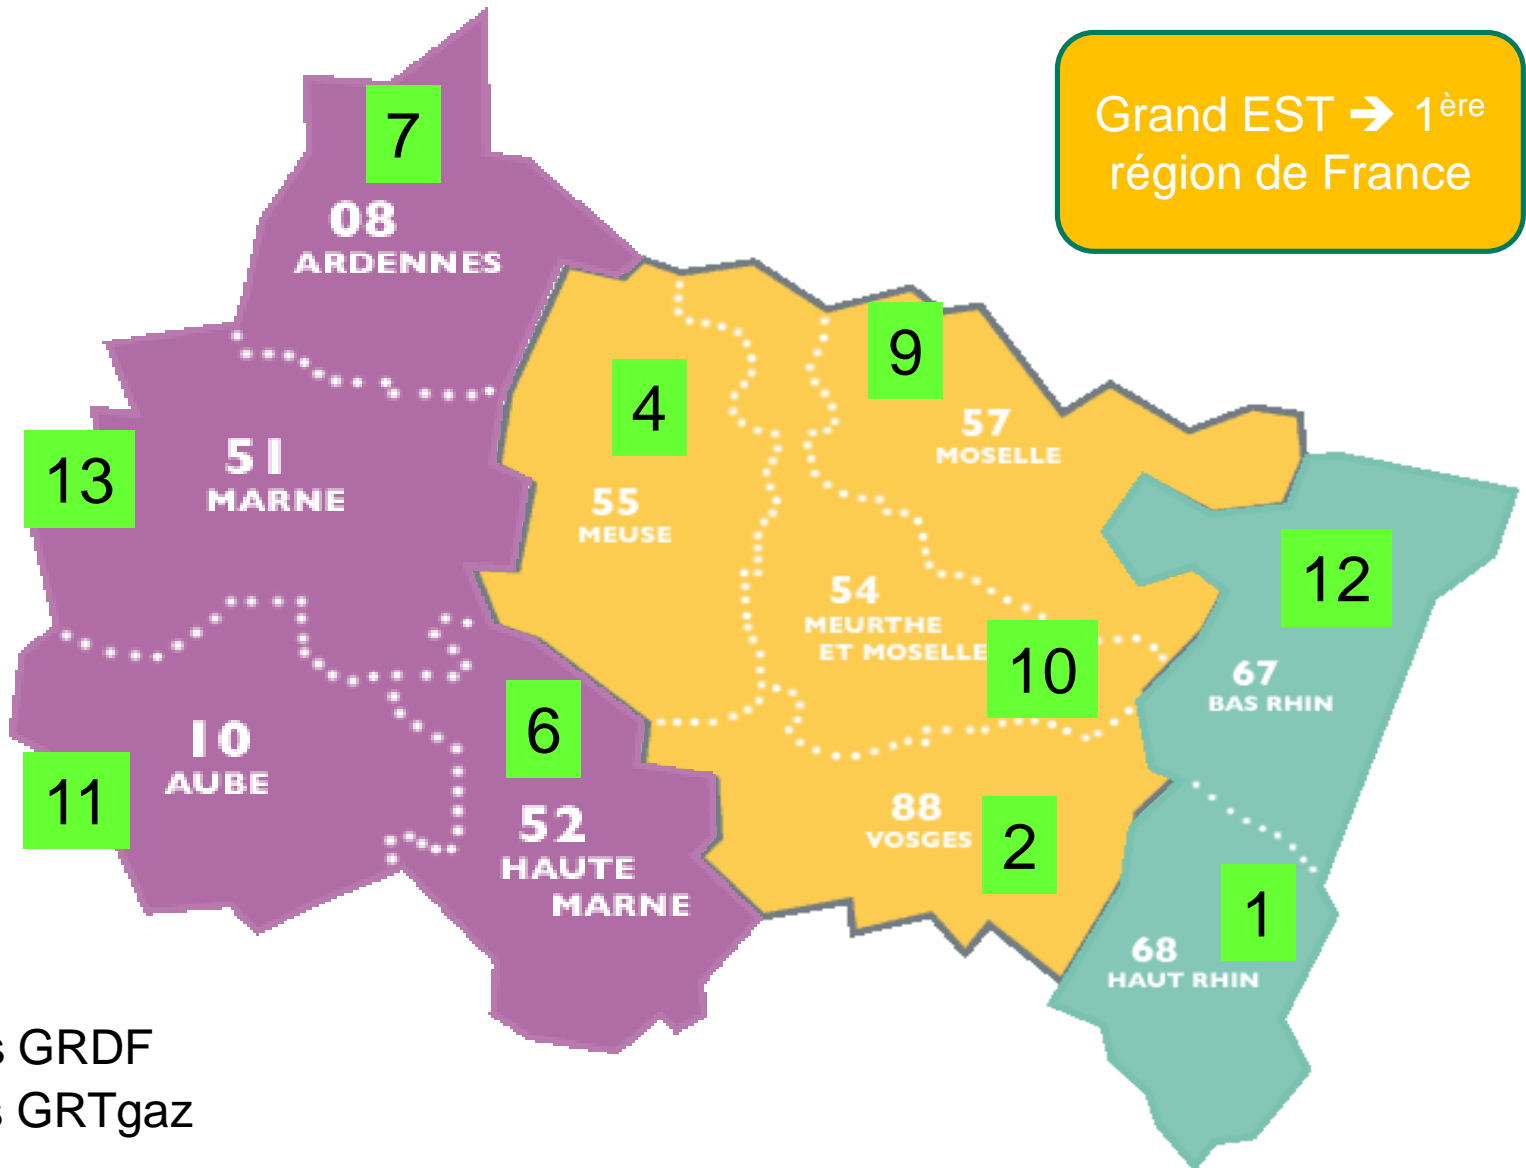 Grand EST ➔ 1ère
région de France
7
08
ARDENNES
9
4
57
MOSELLE
13
51
MARNE
55
MEUSE
12
54
MEURTHE
ET MOSELLE
10
67
BAS RHIN
6
10
AUBE
11
52
HAUTE
MARNE
88
VOSGES
2
1
68
HAUT RHIN
GRDF
GRTgaz